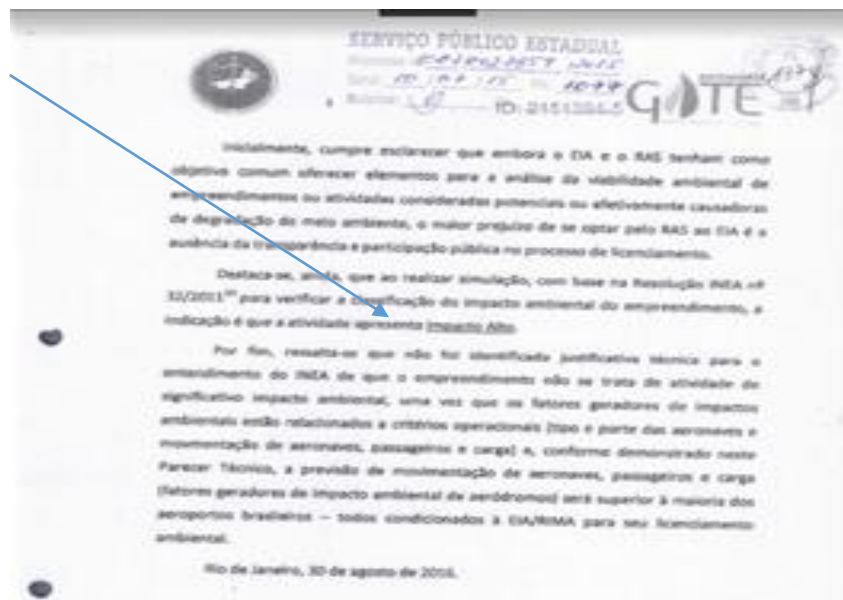 SERVIÇO PÚBLICO ESTADUAL
ID:
GATE
Inicialmente, cumpre esclarecer que embora o EIA e o RAS tenham como
objetivo comum oferecer elementos para a análise da viabilidade ambiental de
empreendimentos ou atividades consideradas potenciais ou efetivamente causadoras
de degradação do meio ambiente, o maior prejuízo de se optar pelo RAS ao EIA é a
ausência da transparência e participação pública no processo de licenciamento.
Destaca-se, ainda, que ao realizar simulação, com base na Resolução INEA nº
32/2011 para verificar a classificação do impacto ambiental do empreendimento, a
indicação é que a atividade apresenta Impacto Alto.
Por fim, ressalta-se que não foi identificada justificativa técnica para o
entendimento do INEA de que o empreendimento não se trata de atividade de
significativo impacto ambiental, uma vez que os fatores geradores de impactos
ambientais estão relacionados a critérios operacionais (tipo e porte das aeronaves e
movimentação de aeronaves, passageiros e carga) e, conforme demonstrado neste
Parecer Técnico, a previsão de movimentação de aeronaves, passageiros e carga
(fatores geradores de impacto ambiental de aeródromos) será superior à maioria dos
aeroportos brasileiros – todos condicionados à EIA/RIMA para seu licenciamento
ambiental.
Rio de Janeiro, 30 de agosto de 2016.